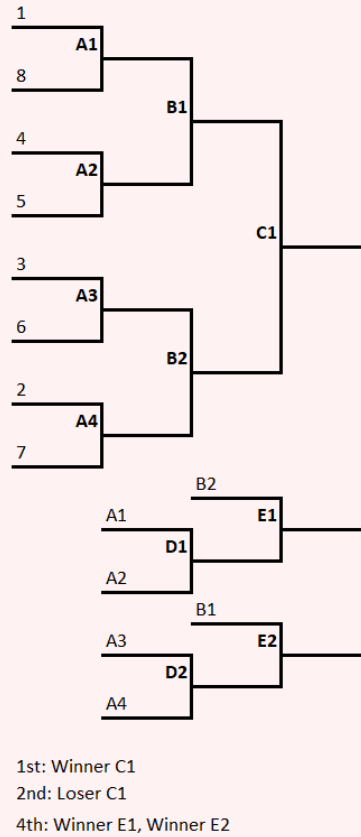 1
A1
8
B1
4
A2
5
C1
3
A3
6
B2
2
A4
7
B2
A1
E1
D1
A2
B1
A3
E2
D2
A4
1st: Winner C1
2nd: Loser C1
4th: Winner E1, Winner E2